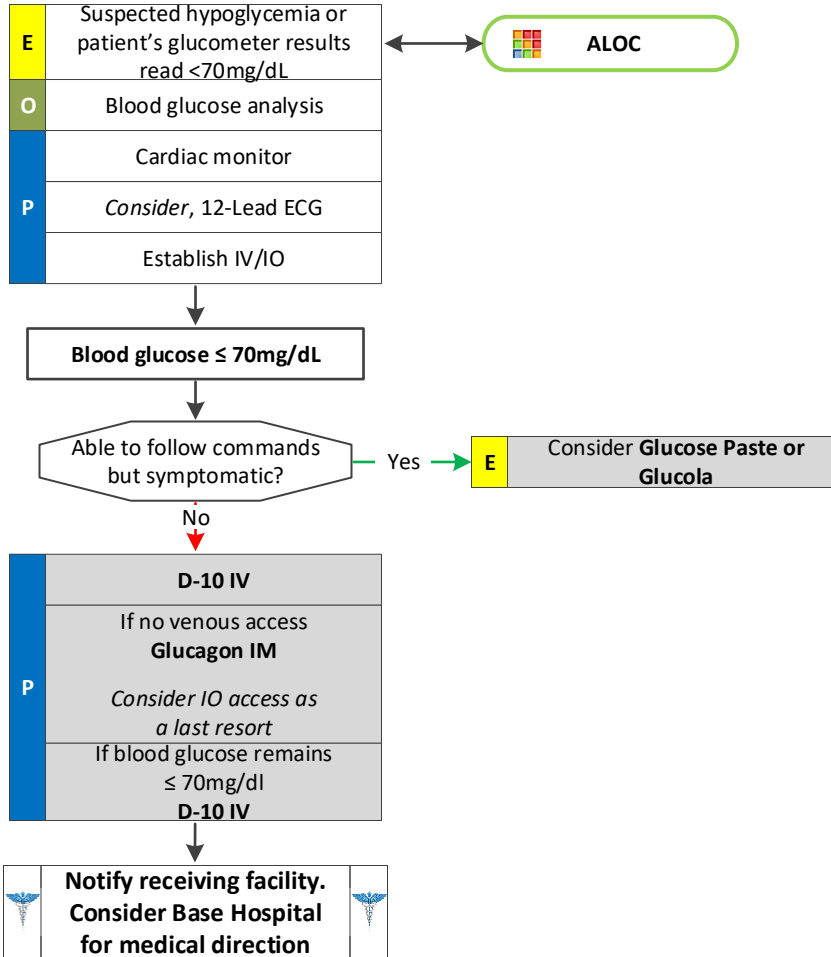 E
Suspected hypoglycemia or
patient's glucometer results
read <70mg/dL
ALOC
O
Blood glucose analysis
P
Cardiac monitor
Consider, 12-Lead ECG
Establish IV/IO
Blood glucose ≤ 70mg/dL
Able to follow commands
but symptomatic?
Yes
E
Consider Glucose Paste or
Glucola
No
P
D-10 IV
If no venous access
Glucagon IM
Consider IO access as
a last resort
If blood glucose remains
≤ 70mg/dl
D-10 IV
Notify receiving facility.
Consider Base Hospital
for medical direction